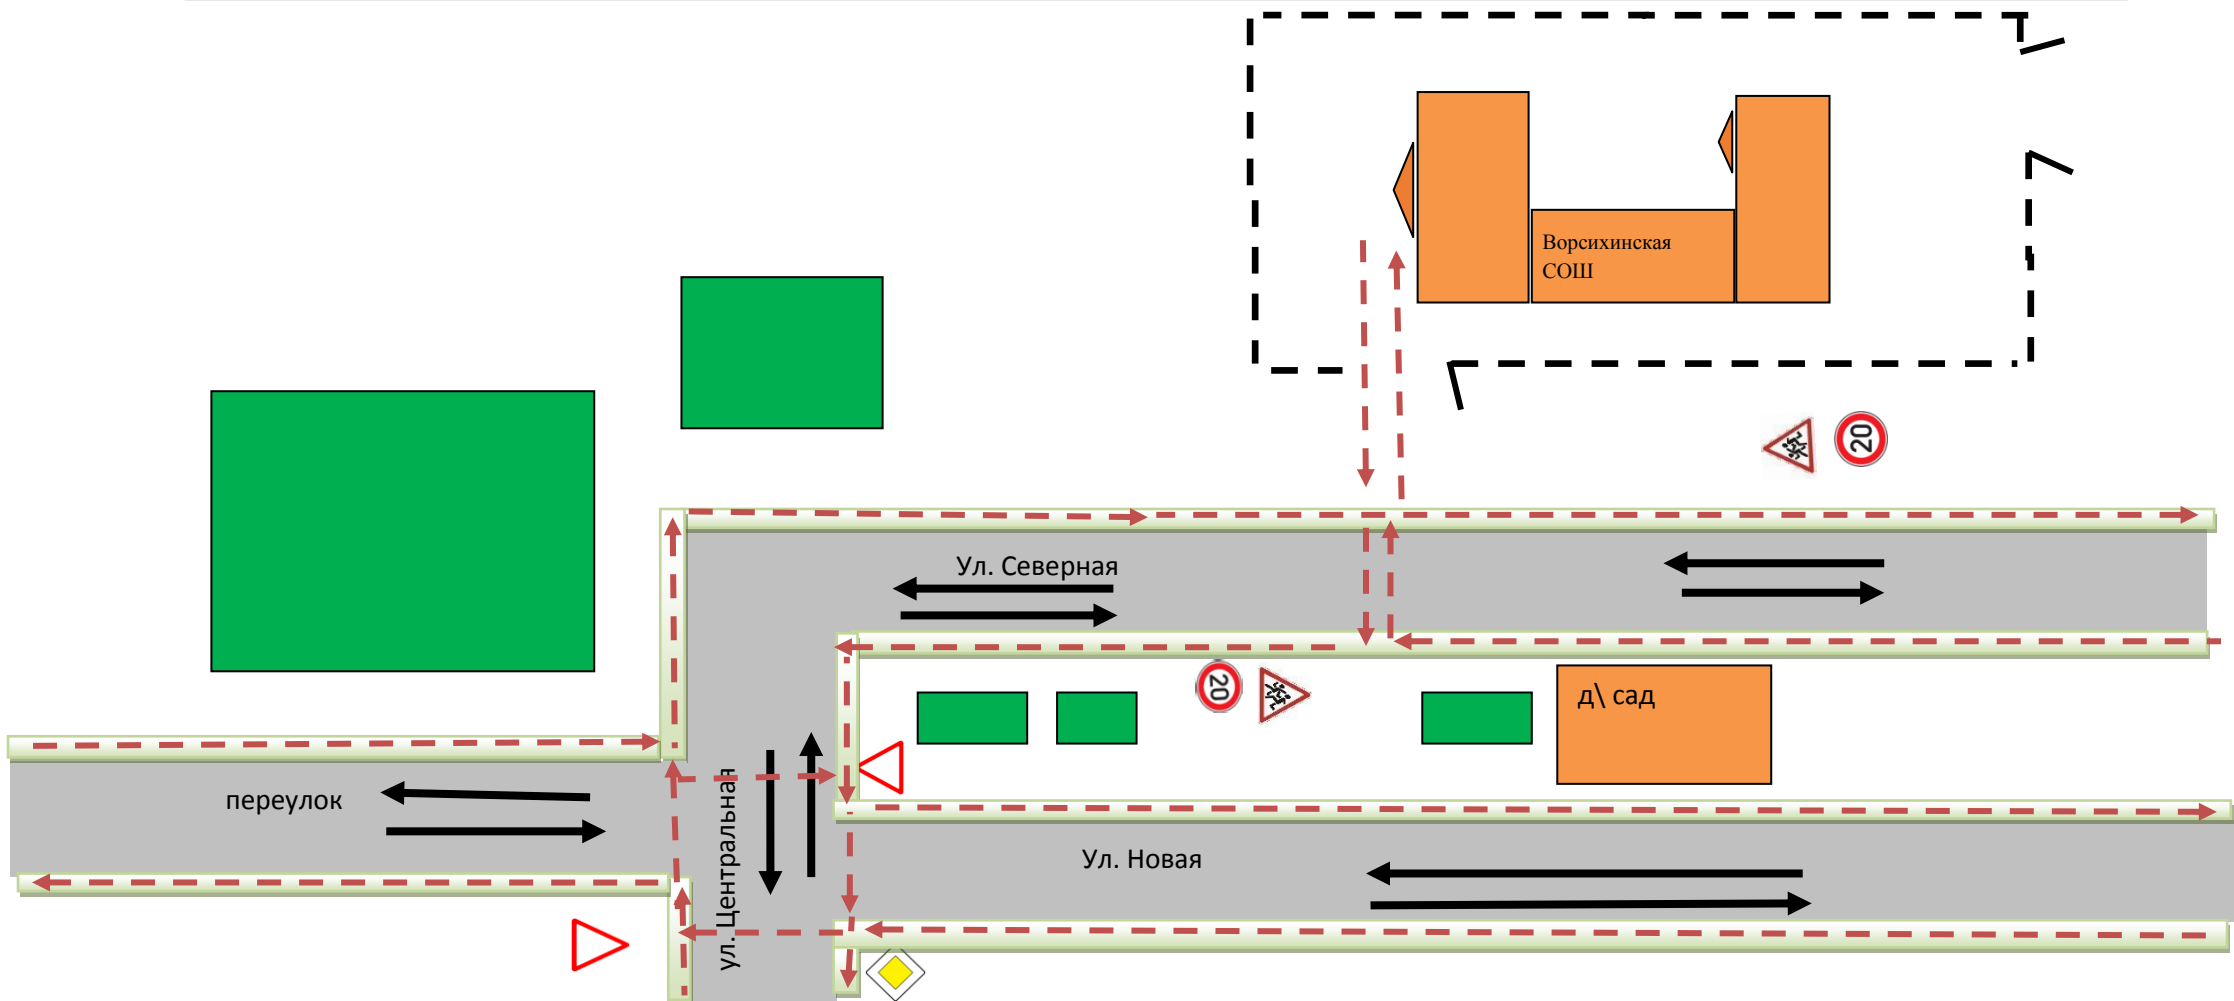 Ворсихинская
СОШ
20
Ул. Северная
20
д\ сад
переулок
ул. Центральная
Ул. Новая